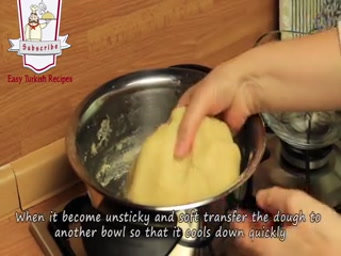 Subscribe
Easy Turkish Recipes
When it become unsticky and soft transfer the dough to
another bowl so that it cools down quickly